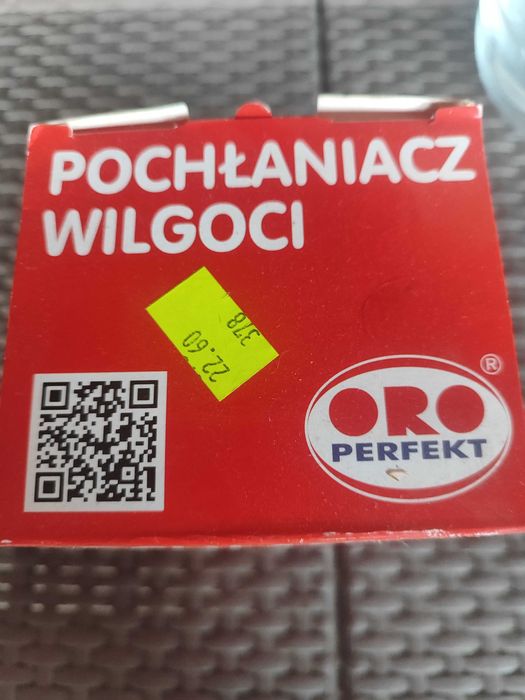 POCHŁANIACZ
WILGOCI
378
22.60
ORO
®
PERFEKT